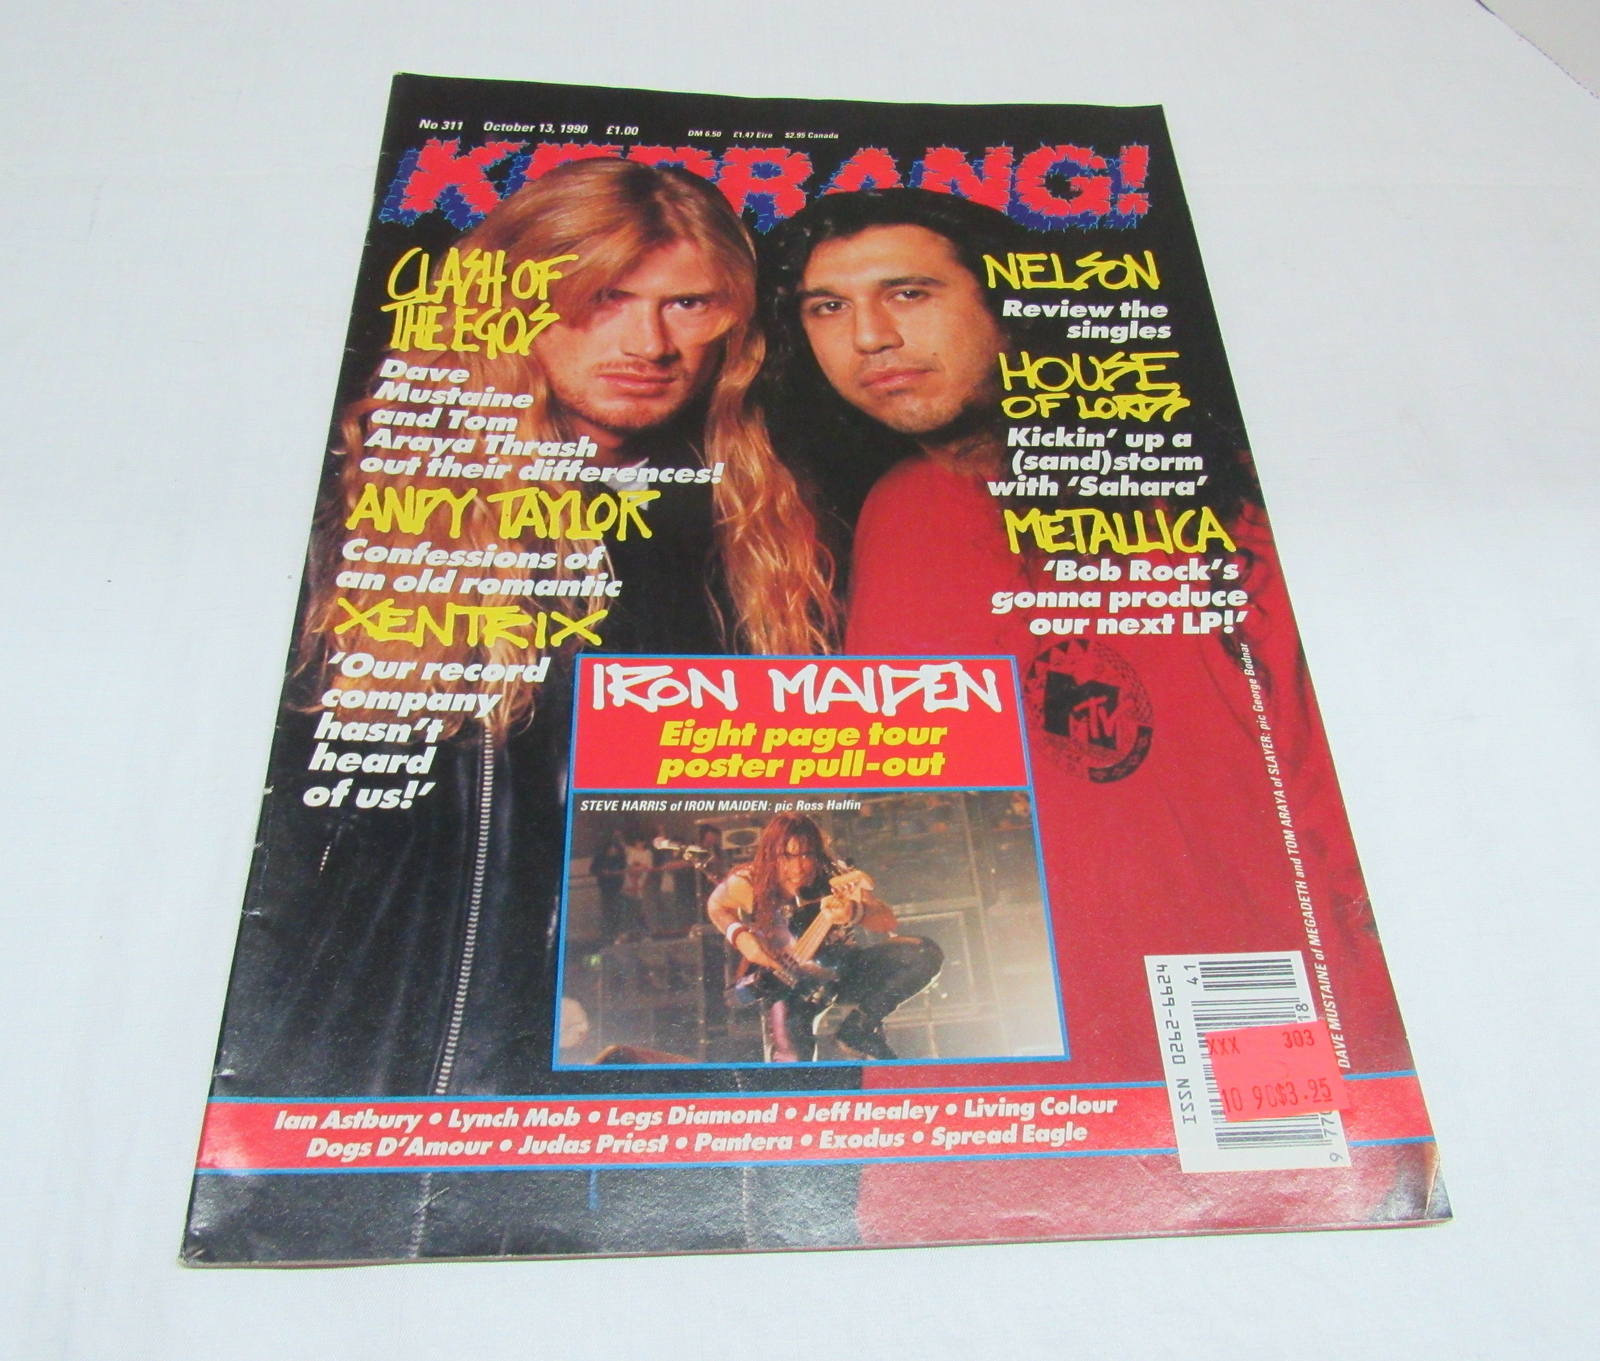 No 311 October 13, 1990 £1.00 DM 6.50 £1.47 Eire $2.95 Canada
KERRANG!
CLASH OF
THE EGOS
Dave
Mustaine
and Tom
Araya Thrash
out their differences!
ANDY TAYLOR
Confessions of
an old romantic
XENTRIX
'Our record
company
hasn't
heard
of us!'
NELSON
Review the
singles
HOUSE
OF LORDS
Kickin' up a
(sand)storm
with 'Sahara'
METALLICA
'Bob Rock's
gonna produce
our next LP!'
MTV
IRON MAIDEN
Eight page tour
poster pull-out
STEVE HARRIS of IRON MAIDEN: pic Ross Halfin
DAVE MUSTAINE of MEGADETH and TOM ARAYA of SLAYER: pic George Bodnar
ISSN 0262-6624
41
18
9 770
XXX 303
10 90 $3.25
Ian Astbury • Lynch Mob • Legs Diamond • Jeff Healey • Living Colour
Dogs D'Amour • Judas Priest • Pantera • Exodus • Spread Eagle